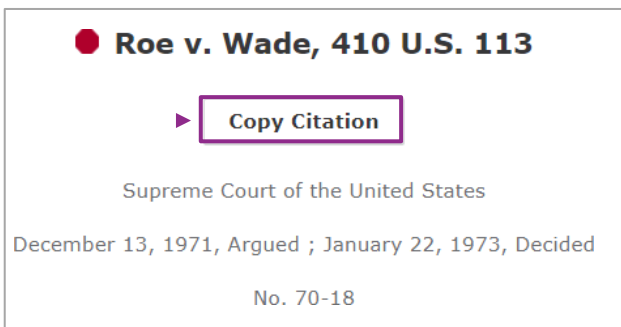 Roe v. Wade, 410 U.S. 113
Copy Citation
Supreme Court of the United States
December 13, 1971, Argued ; January 22, 1973, Decided
No. 70-18